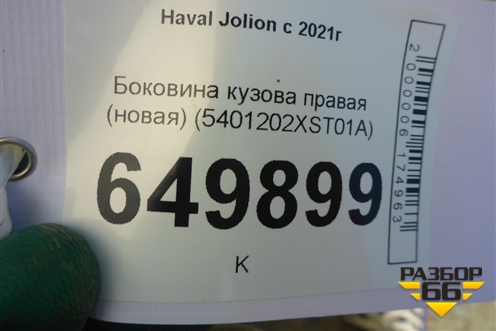 Haval Jolion с 2021г
Боковина кузова правая
(новая) (5401202XST01A)
649899
К
2000006174963
РАЗБОР
66